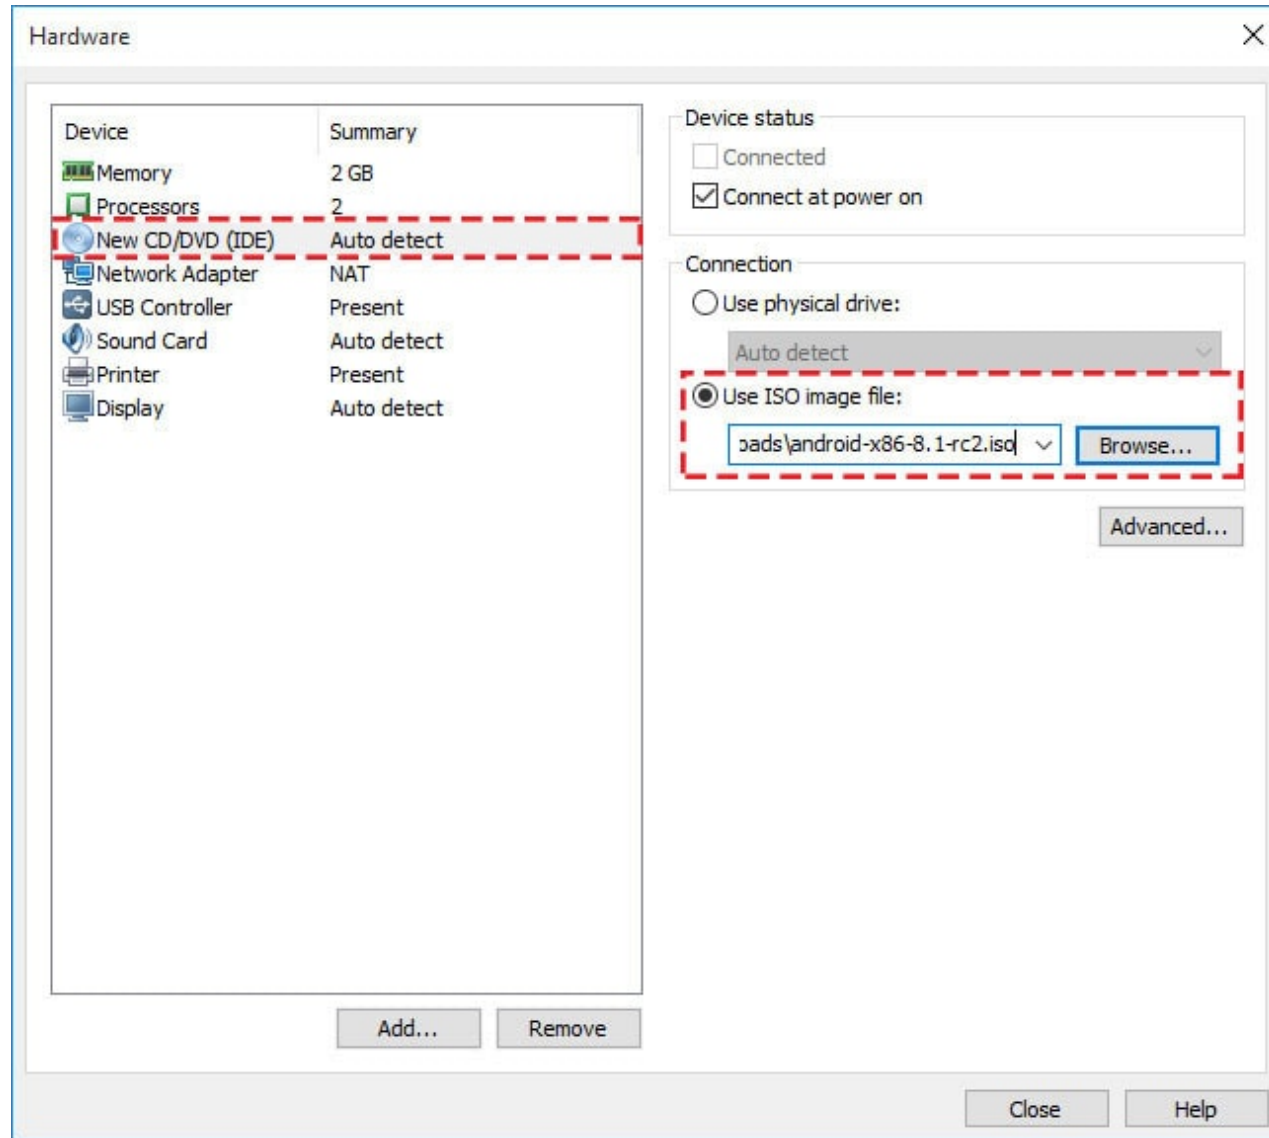 Hardware
Device Summary
Memory 2 GB
Processors 2
New CD/DVD (IDE) Auto detect
Network Adapter NAT
USB Controller Present
Sound Card Auto detect
Printer Present
Display Auto detect
Add... Remove
Device status
Connected
Connect at power on
Connection
Use physical drive:
Auto detect
Use ISO image file:
oads\android-x86-8.1-rc2.iso Browse...
Advanced...
Close Help